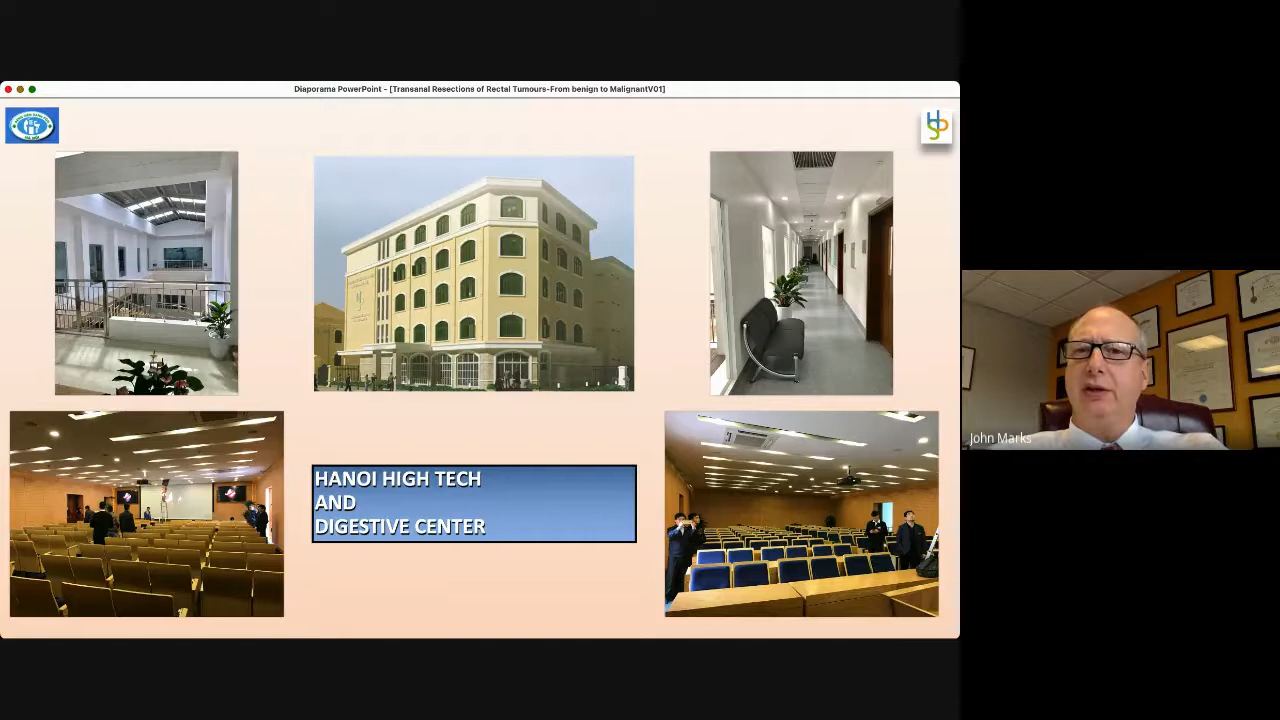 Diaporama PowerPoint - [Transanal Resections of Rectal Tumours-From benign to MalignantV01]
HSP
HANOI HIGH TECH
AND
DIGESTIVE CENTER
John Marks